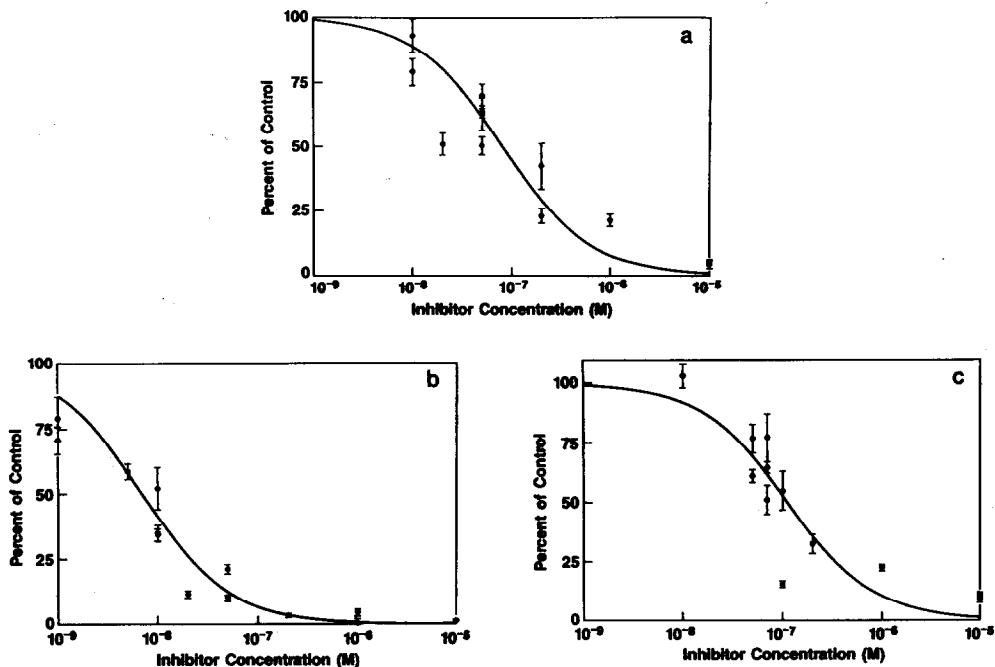 a
100
75
50
25
0
Percent of Control
10⁻⁹ 10⁻⁸ 10⁻⁷ 10⁻⁶ 10⁻⁵
Inhibitor Concentration (M)
b
100
75
50
25
0
Percent of Control
10⁻⁹ 10⁻⁸ 10⁻⁷ 10⁻⁶ 10⁻⁵
Inhibitor Concentration (M)
c
100
75
50
25
0
Percent of Control
10⁻⁹ 10⁻⁸ 10⁻⁷ 10⁻⁶ 10⁻⁵
Inhibitor Concentration (M)